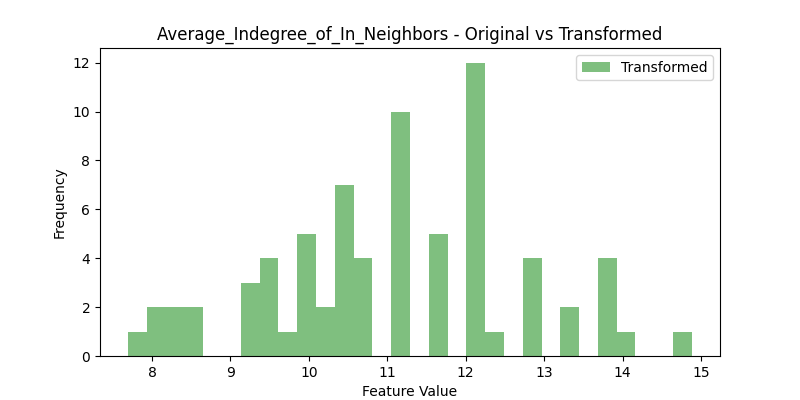 Average_Indegree_of_In_Neighbors - Original vs Transformed
Transformed
12
10
8
6
4
2
0
Frequency
8 9 10 11 12 13 14 15
Feature Value